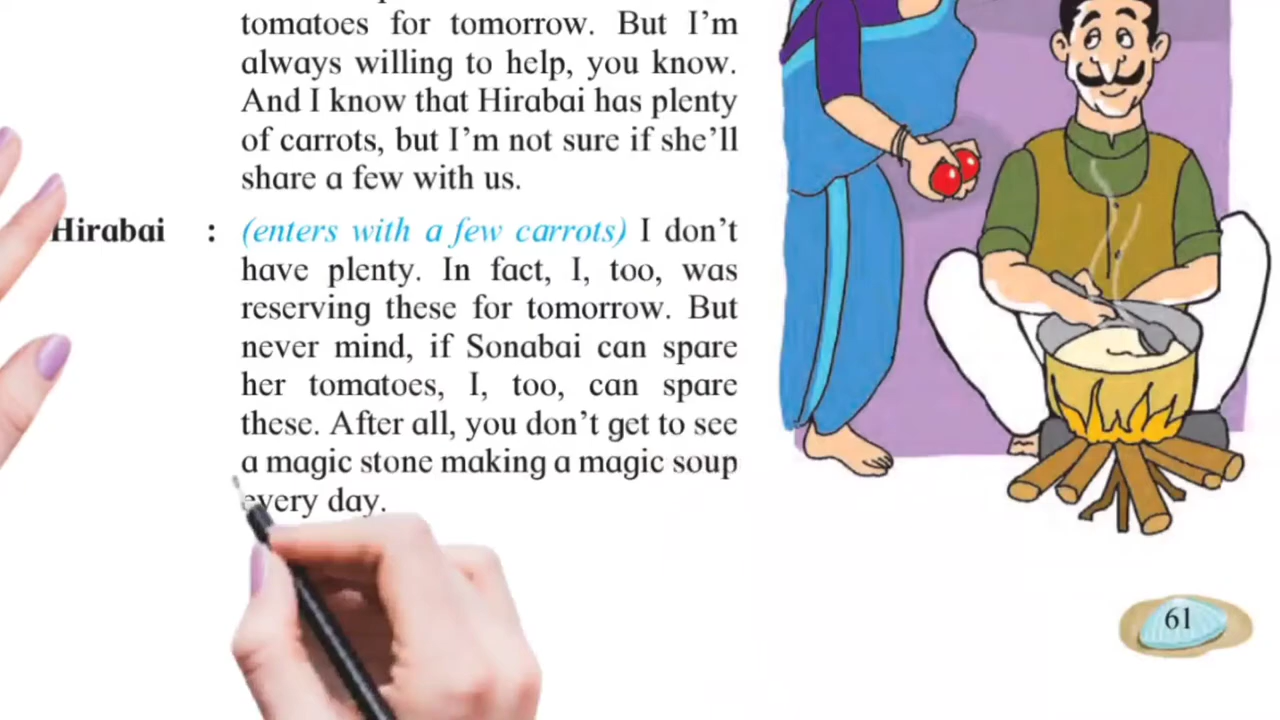 tomatoes for tomorrow. But I'm
always willing to help, you know.
And I know that Hirabai has plenty
of carrots, but I'm not sure if she'll
share a few with us.
Hirabai : (enters with a few carrots) I don't
have plenty. In fact, I, too, was
reserving these for tomorrow. But
never mind, if Sonabai can spare
her tomatoes, I, too, can spare
these. After all, you don't get to see
a magic stone making a magic soup
every day.
61